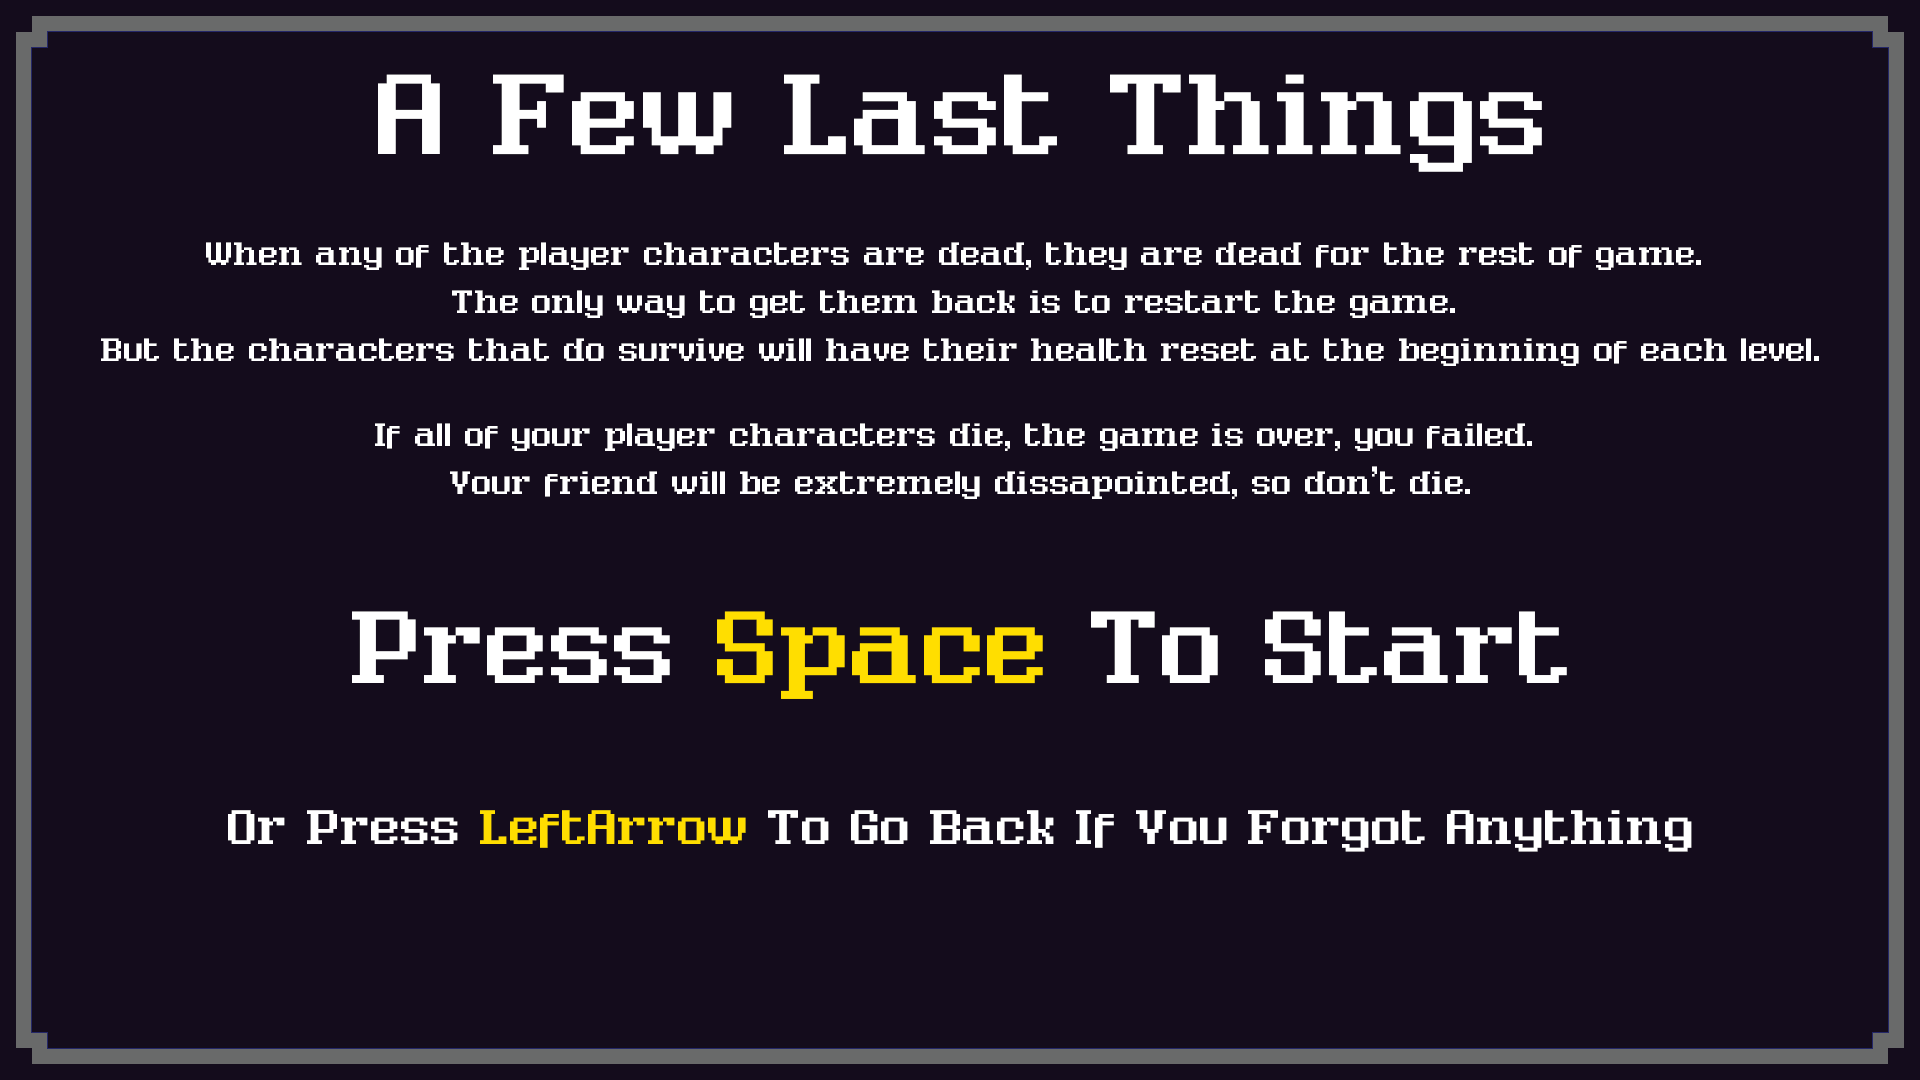 A Few Last Things
When any of the player characters are dead, they are dead for the rest of game.
The only way to get them back is to restart the game.
But the characters that do survive will have their health reset at the beginning of each level.
If all of your player characters die, the game is over, you failed.
Your friend will be extremely dissapointed, so don't die.
Press Space To Start
Or Press LeftArrow To Go Back If You Forgot Anything